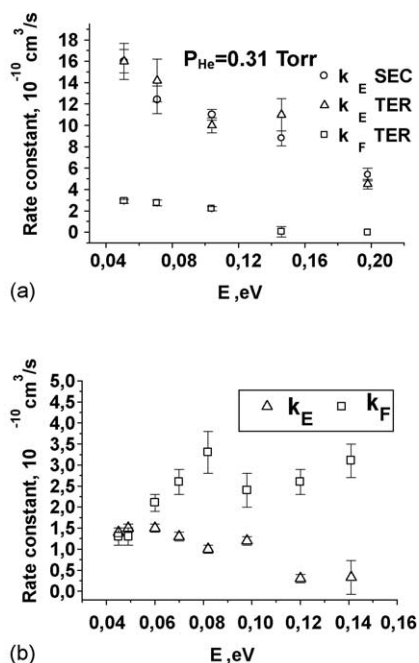 18
16
14
12
10
8
6
4
2
0
Rate constant, 10⁻¹⁰ cm³/s
P_He=0.31 Torr
k_E SEC
k_E TER
k_F TER
0,04 0,08 0,12 0,16 0,20
E ,eV
(a)
5,0
4,5
4,0
3,5
3,0
2,5
2,0
1,5
1,0
0,5
0,0
Rate constant, 10⁻¹⁰ cm³/s
k_E k_F
0,04 0,06 0,08 0,10 0,12 0,14 0,16
E ,eV
(b)